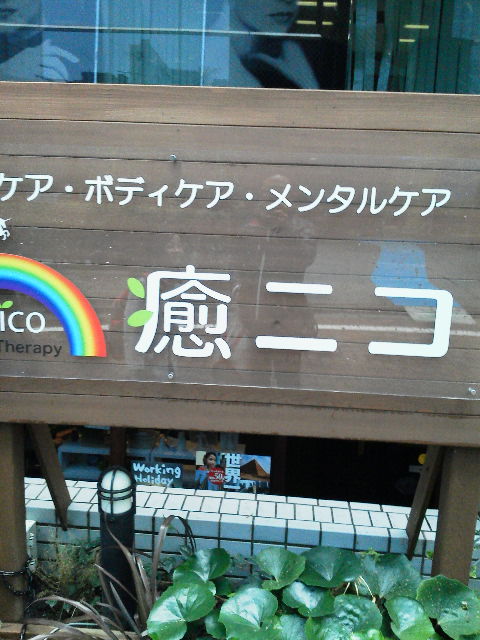 ケア・ボディケア・メンタルケア
癒ニコ
ico
Therapy
Working
Holiday
世界